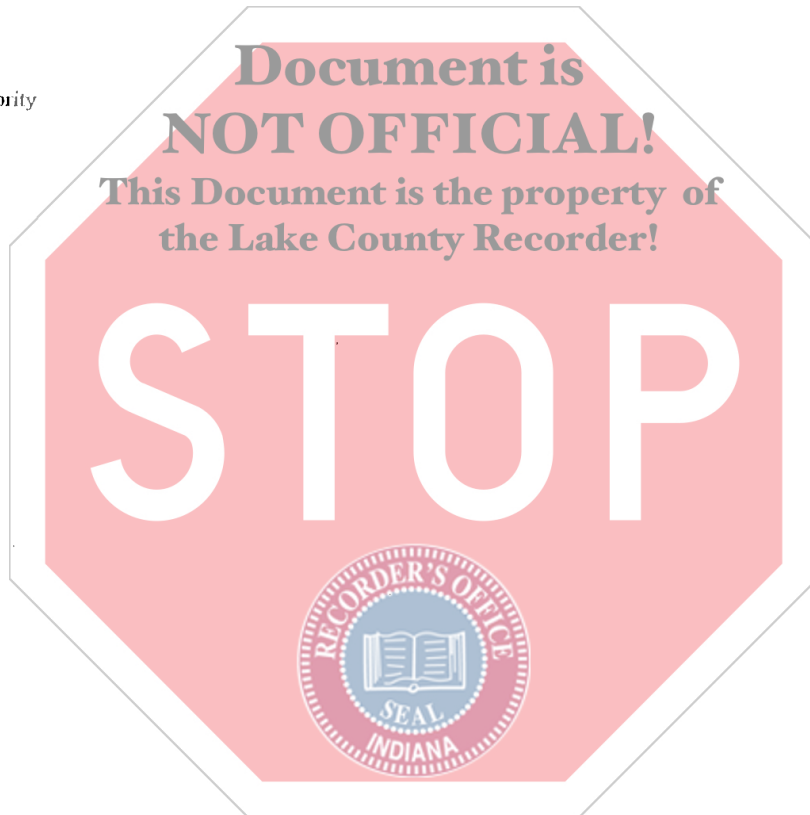 Document is
NOT OFFICIAL!
This Document is the property of
the Lake County Recorder!
STOP
RECORDER'S OFFICE
SEAL
INDIANA